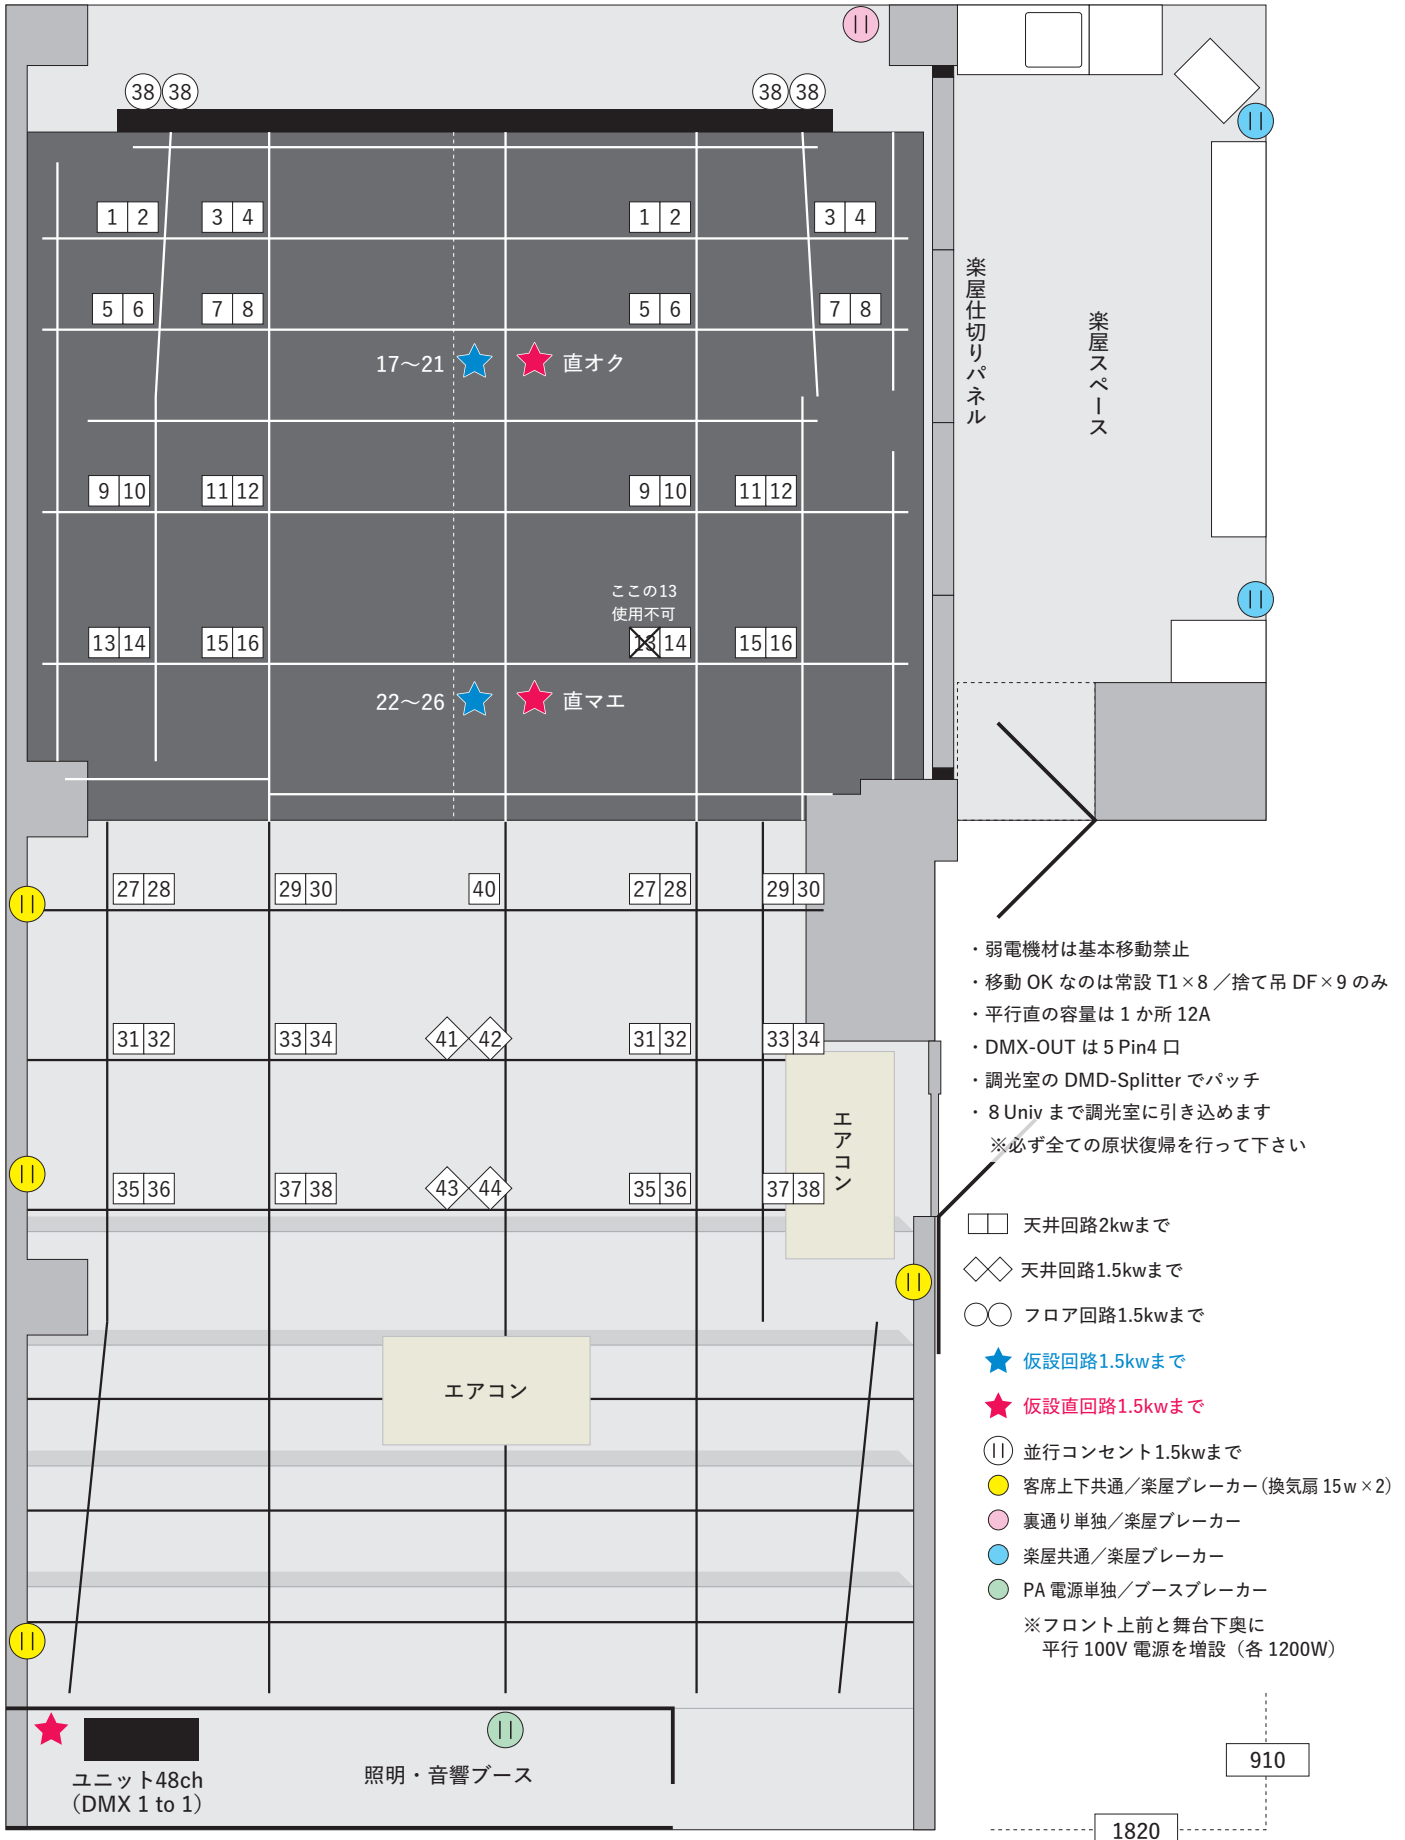 38 38 38 38
1 2 3 4 1 2 3 4
5 6 7 8 5 6 7 8
17〜21 直オク
楽屋仕切りパネル
楽屋スペース
9 10 11 12 9 10 11 12
ここの13
使用不可
13 14 15 16 13 14 15 16
22〜26 直マエ
27 28 29 30 40 27 28 29 30
31 32 33 34 41 42 31 32 33 34
エアコン
35 36 37 38 43 44 35 36 37 38
エアコン
・弱電機材は基本移動禁止
・移動 OK なのは常設 T1×8 ／捨て吊 DF×9 のみ
・平行直の容量は 1 か所 12A
・DMX-OUT は 5 Pin4 口
・調光室の DMD-Splitter でパッチ
・8 Univ まで調光室に引き込めます
※必ず全ての原状復帰を行って下さい
天井回路2kwまで
天井回路1.5kwまで
フロア回路1.5kwまで
仮設回路1.5kwまで
仮設直回路1.5kwまで
並行コンセント1.5kwまで
客席上下共通／楽屋ブレーカー（換気扇 15w×2）
裏通り単独／楽屋ブレーカー
楽屋共通／楽屋ブレーカー
PA 電源単独／ブースブレーカー
※フロント上前と舞台下奥に
平行 100V 電源を増設（各 1200W）
ユニット48ch
（DMX 1 to 1）
照明・音響ブース
910
1820